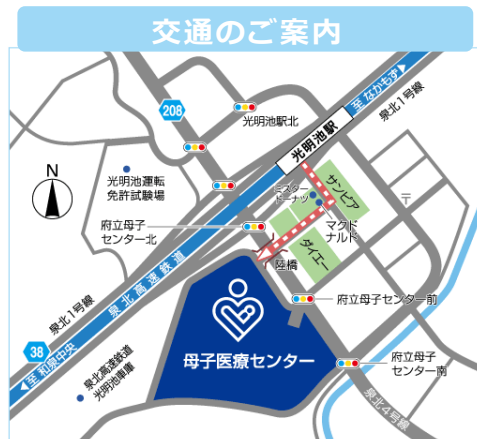 交通のご案内
至 なかもず
泉北1号線
208
光明池駅北
光明池駅
N
光明池運転
免許試験場
ミスター
ドーナツ
サンピア
〒
マクド
ナルド
府立母子
センター北
ダイエー
陸橋
泉北高速鉄道
府立母子センター前
泉北1号線
母子医療センター
38
至 和泉中央
泉北高速鉄道
光明池車庫
府立母子
センター南
泉北4号線